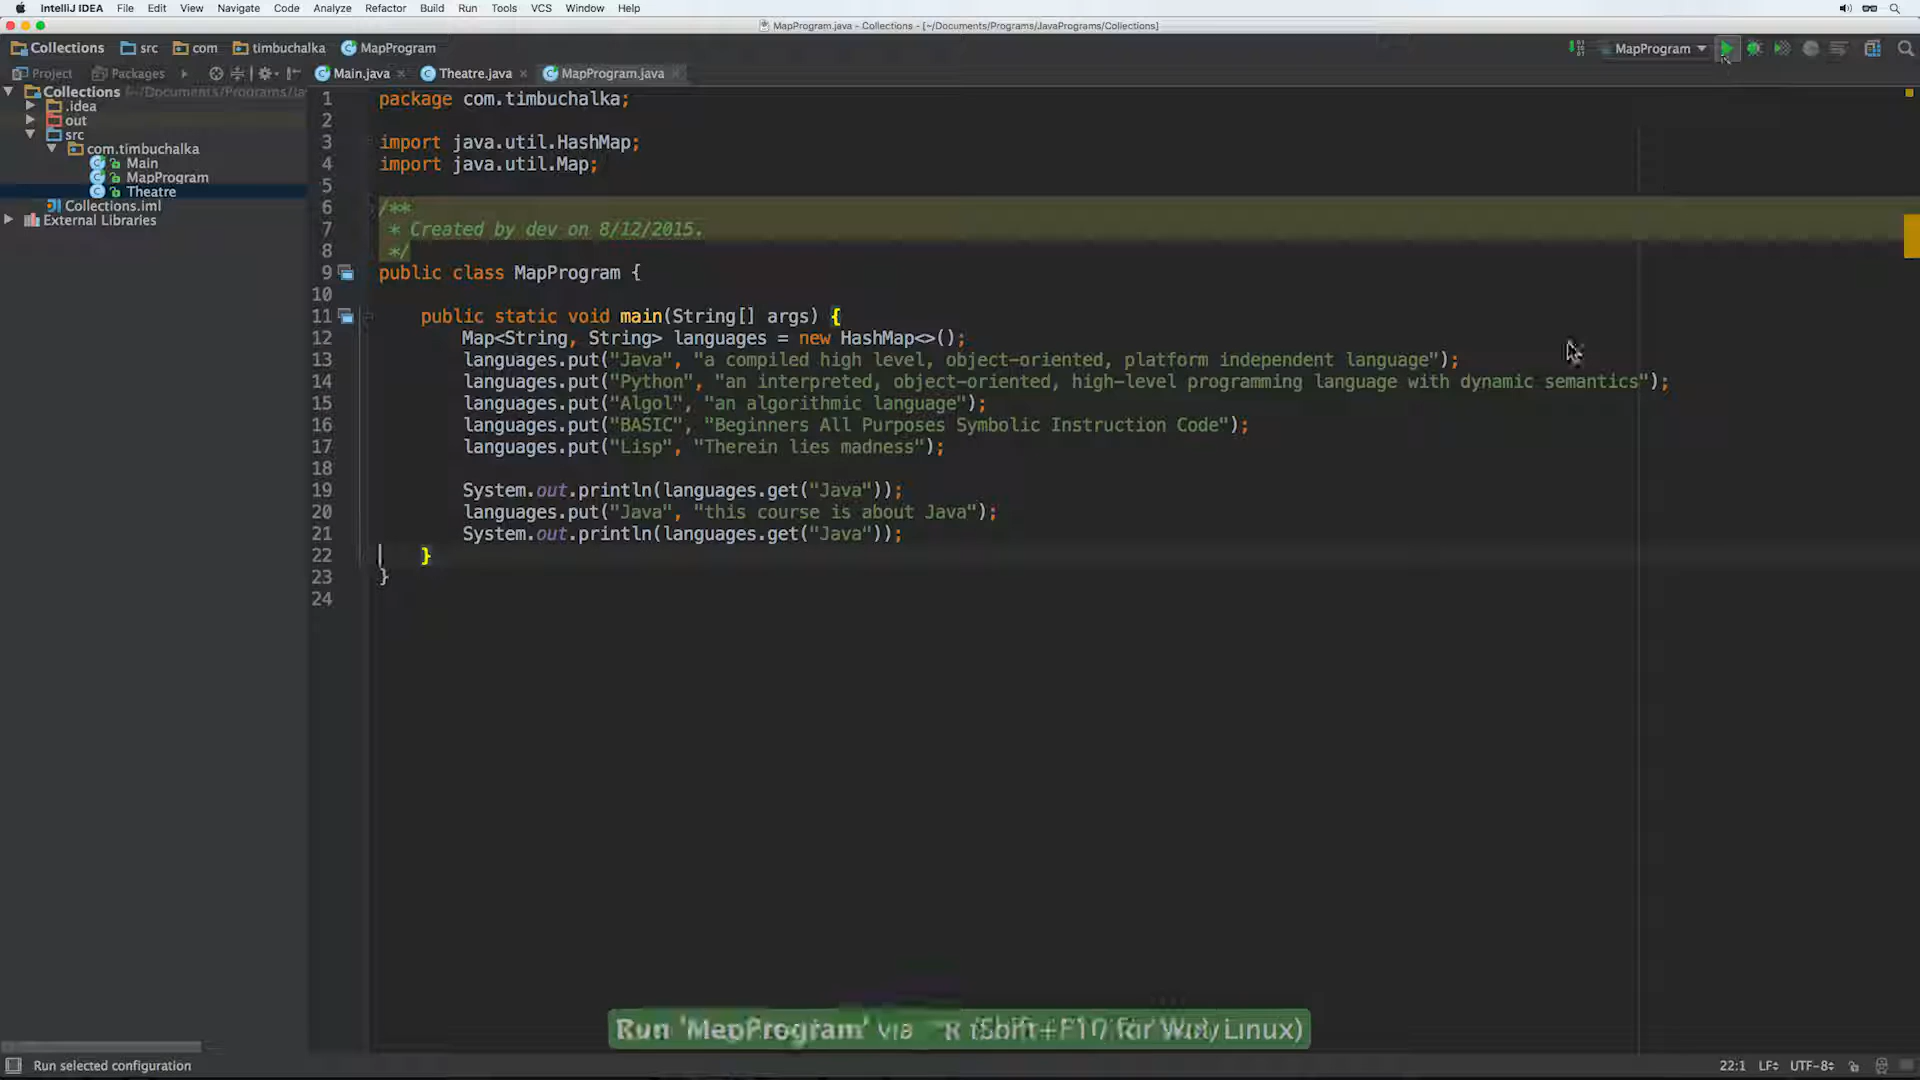 IntelliJ IDEA File Edit View Navigate Code Analyze Refactor Build Run Tools VCS Window Help
MapProgram.java - Collections - [~/Documents/Programs/JavaPrograms/Collections]
Collections src com timbuchalka MapProgram MapProgram
Project Packages Main.java Theatre.java MapProgram.java
Collections (~/Documents/Programs/Ja
.idea
out
src
com.timbuchalka
Main
MapProgram
Theatre
Collections.iml
External Libraries
1 package com.timbuchalka;
2
3 import java.util.HashMap;
4 import java.util.Map;
5
6 /**
7 * Created by dev on 8/12/2015.
8 */
9 public class MapProgram {
10
11 public static void main(String[] args) {
12 Map<String, String> languages = new HashMap<>();
13 languages.put("Java", "a compiled high level, object-oriented, platform independent language");
14 languages.put("Python", "an interpreted, object-oriented, high-level programming language with dynamic semantics");
15 languages.put("Algol", "an algorithmic language");
16 languages.put("BASIC", "Beginners All Purposes Symbolic Instruction Code");
17 languages.put("Lisp", "Therein lies madness");
18
19 System.out.println(languages.get("Java"));
20 languages.put("Java", "this course is about Java");
21 System.out.println(languages.get("Java"));
22 }
23 }
24
Run 'MapProgram' via R (Shift+F10 for Win/Linux)
Run selected configuration 22:1 LF UTF-8